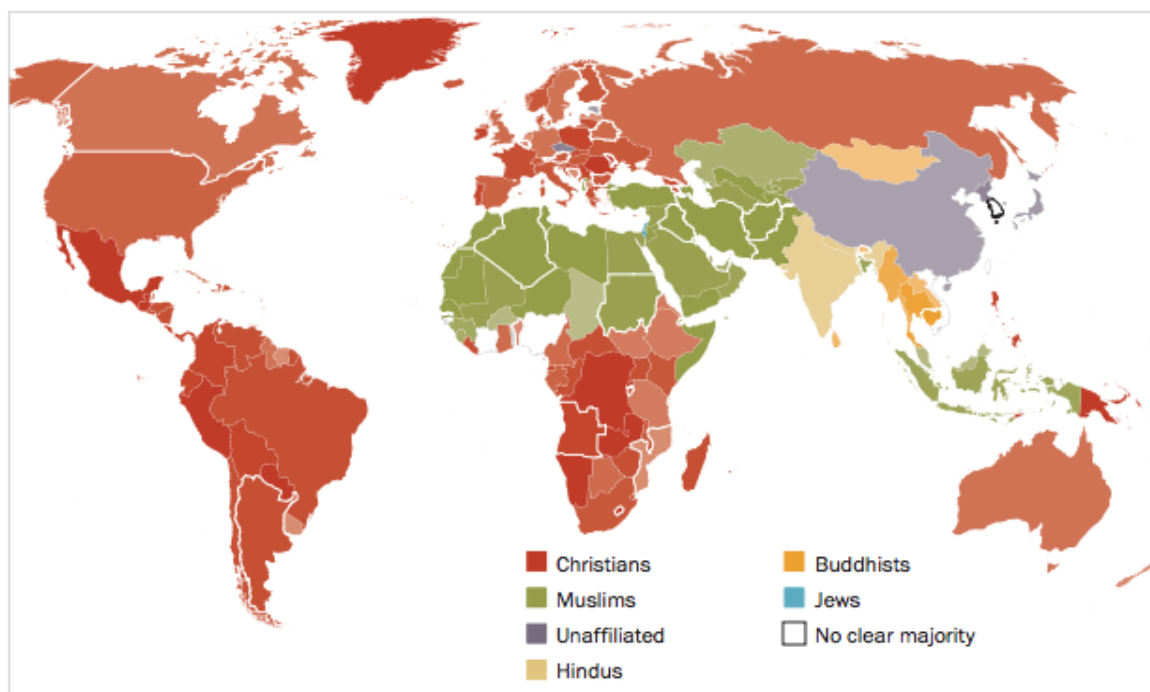 Christians
Muslims
Unaffiliated
Hindus
Buddhists
Jews
No clear majority